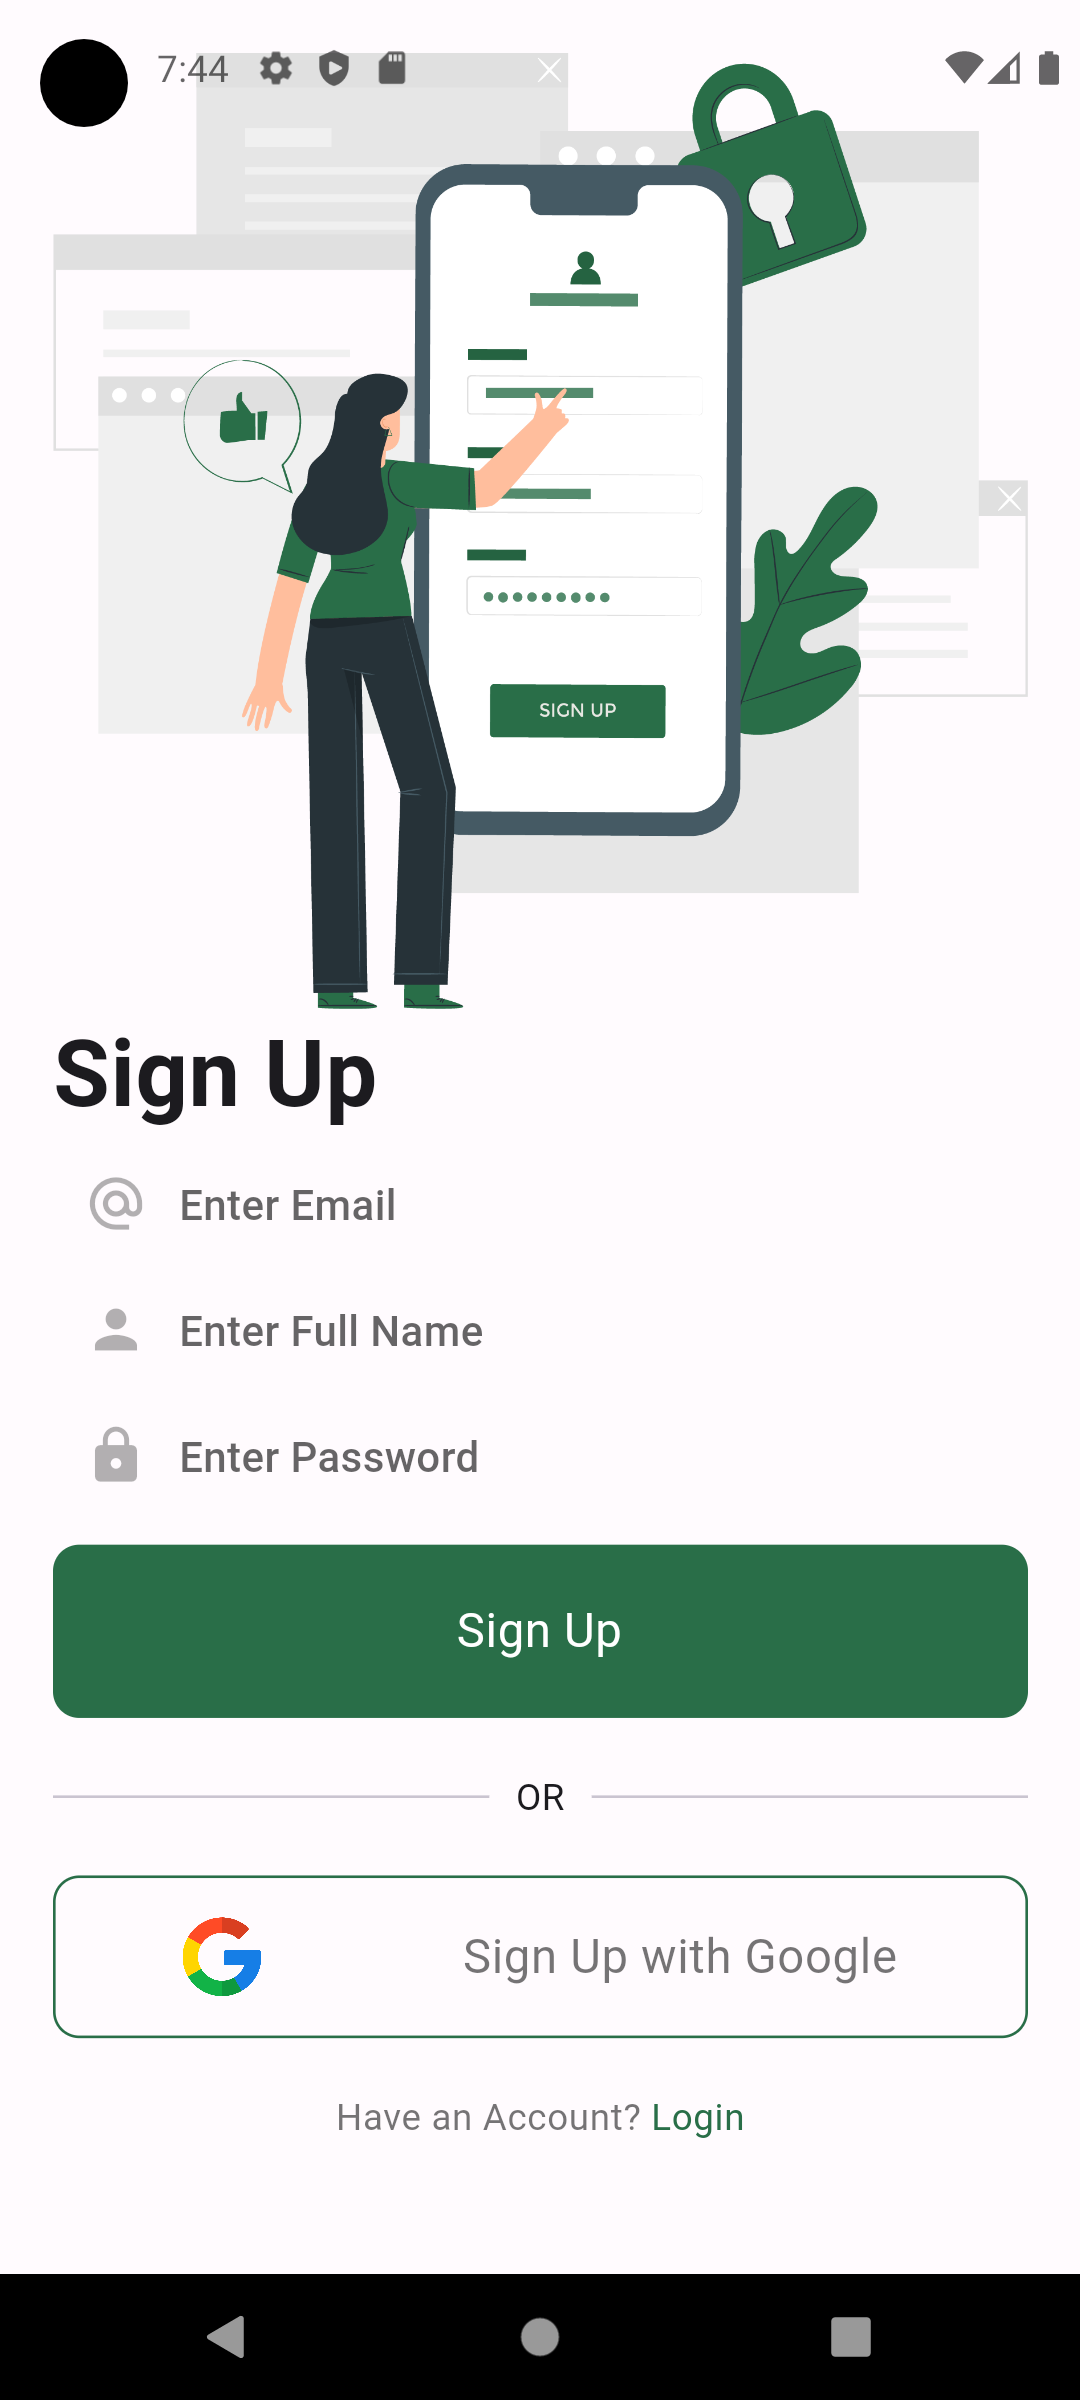 7:44
SIGN UP
Sign Up
Enter Email
Enter Full Name
Enter Password
Sign Up
OR
Sign Up with Google
Have an Account? Login